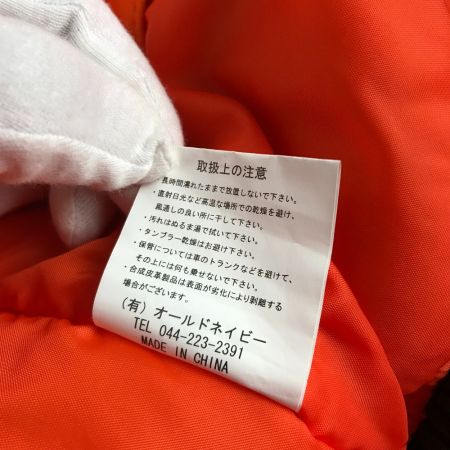 取扱上の注意
・長時間濡れたままで放置しないで下さい。
・直射日光など高温な場所での乾燥を避け、
風通しの良い所に干して下さい。
・汚れはぬるま湯で拭いて下さい。
・タンブラー乾燥はお避け下さい。
・保管については車のトランクなどを避けて、
その上には何も乗せないで下さい。
・合成皮革製品は表面が劣化により剥離する
場合がございます。
(有) オールドネイビー
TEL 044-223-2391
MADE IN CHINA